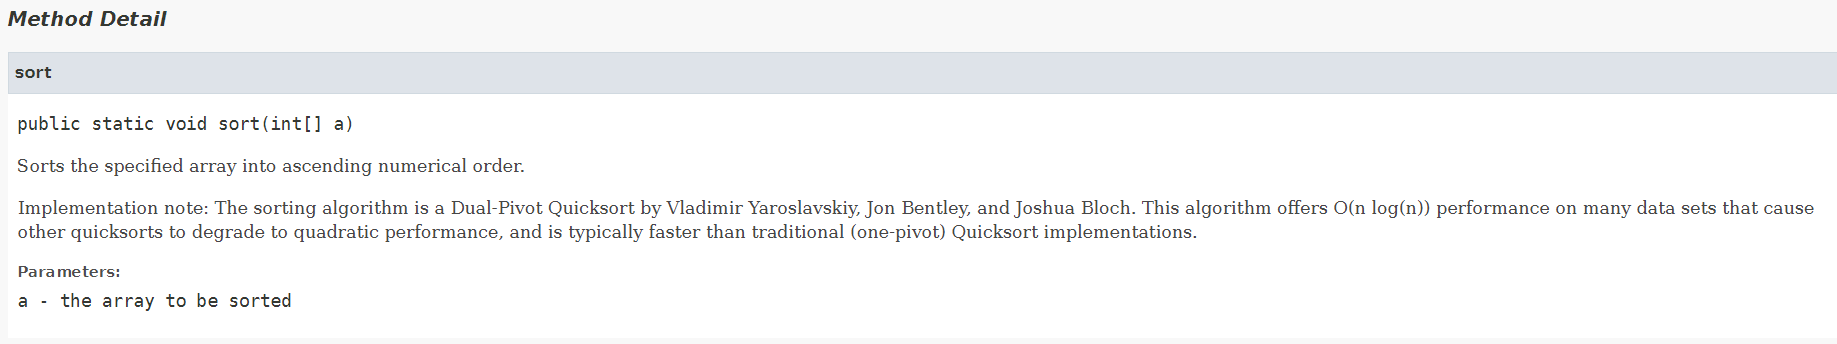 Method Detail
sort
public static void sort(int[] a)
Sorts the specified array into ascending numerical order.
Implementation note: The sorting algorithm is a Dual-Pivot Quicksort by Vladimir Yaroslavskiy, Jon Bentley, and Joshua Bloch. This algorithm offers O(n log(n)) performance on many data sets that cause
other quicksorts to degrade to quadratic performance, and is typically faster than traditional (one-pivot) Quicksort implementations.
Parameters:
a - the array to be sorted